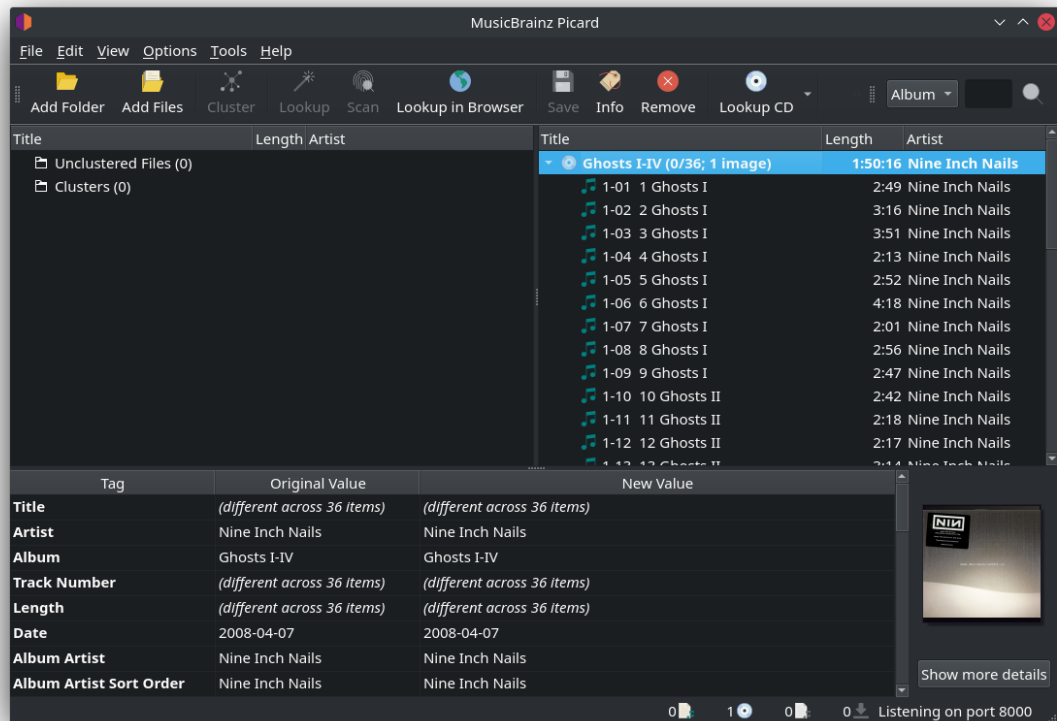 MusicBrainz Picard
File Edit View Options Tools Help
Add Folder Add Files Cluster Lookup Scan Lookup in Browser Save Info Remove Lookup CD Album
Title Length Artist Title Length Artist
Unclustered Files (0) Ghosts I-IV (0/36; 1 image) 1:50:16 Nine Inch Nails
Clusters (0) 1-01 1 Ghosts I 2:49 Nine Inch Nails
1-02 2 Ghosts I 3:16 Nine Inch Nails
1-03 3 Ghosts I 3:51 Nine Inch Nails
1-04 4 Ghosts I 2:13 Nine Inch Nails
1-05 5 Ghosts I 2:52 Nine Inch Nails
1-06 6 Ghosts I 4:18 Nine Inch Nails
1-07 7 Ghosts I 2:01 Nine Inch Nails
1-08 8 Ghosts I 2:56 Nine Inch Nails
1-09 9 Ghosts I 2:47 Nine Inch Nails
1-10 10 Ghosts II 2:42 Nine Inch Nails
1-11 11 Ghosts II 2:18 Nine Inch Nails
1-12 12 Ghosts II 2:17 Nine Inch Nails
1-13 13 Ghosts II 3:14 Nine Inch Nails
Tag Original Value New Value
Title (different across 36 items) (different across 36 items)
Artist Nine Inch Nails Nine Inch Nails
Album Ghosts I-IV Ghosts I-IV
Track Number (different across 36 items) (different across 36 items)
Length (different across 36 items) (different across 36 items)
Date 2008-04-07 2008-04-07
Album Artist Nine Inch Nails Nine Inch Nails
Album Artist Sort Order Nine Inch Nails Nine Inch Nails
NIN
Show more details
0 1 0 0 Listening on port 8000